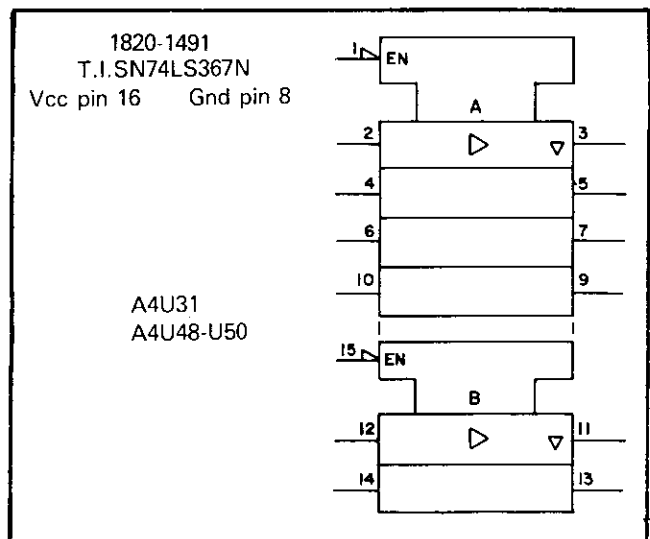 1820-1491
T.I.SN74LS367N
Vcc pin 16 Gnd pin 8
A4U31
A4U48-U50
1 EN
A
2 3
4 5
6 7
10 9
15 EN
B
12 11
14 13